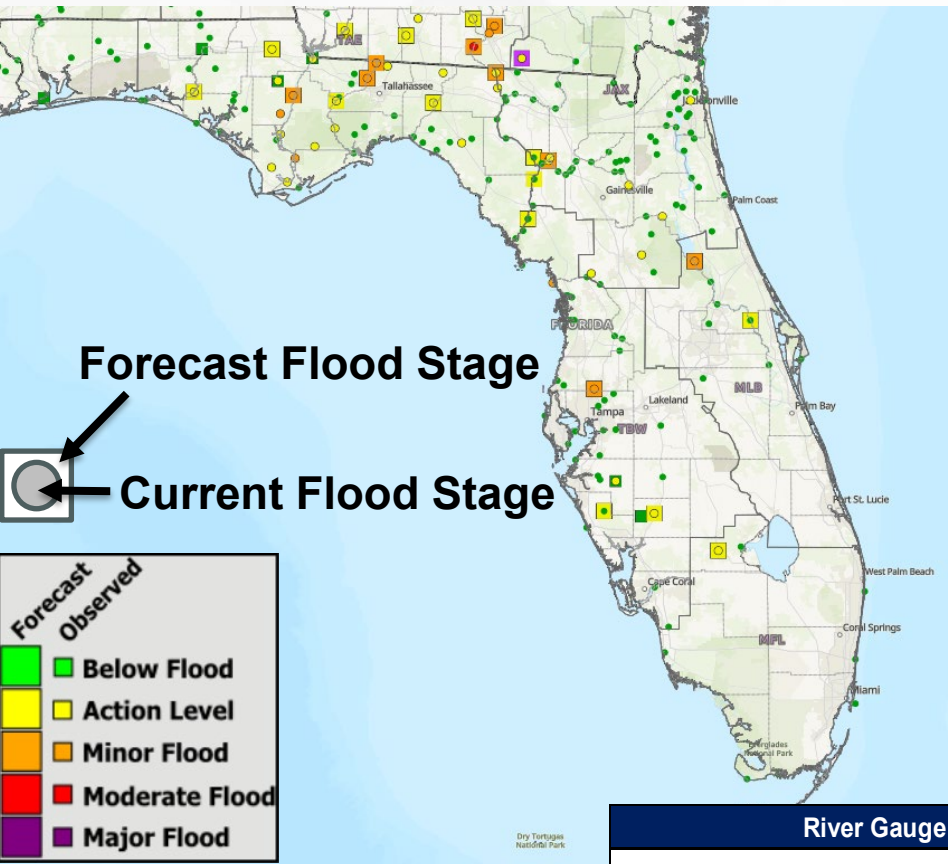 TAE
Tallahassee
JAX
Jacksonville
Gainesville
Palm Coast
FLORIDA
MLB
Lakeland
Palm Bay
Tampa
TBW
Forecast Flood Stage
Current Flood Stage
Port St. Lucie
West Palm Beach
Cape Coral
Coral Springs
MFL
Miami
Everglades
National Park
Dry Tortugas
National Park
Forecast
Observed
Below Flood
Action Level
Minor Flood
Moderate Flood
Major Flood
River Gauge